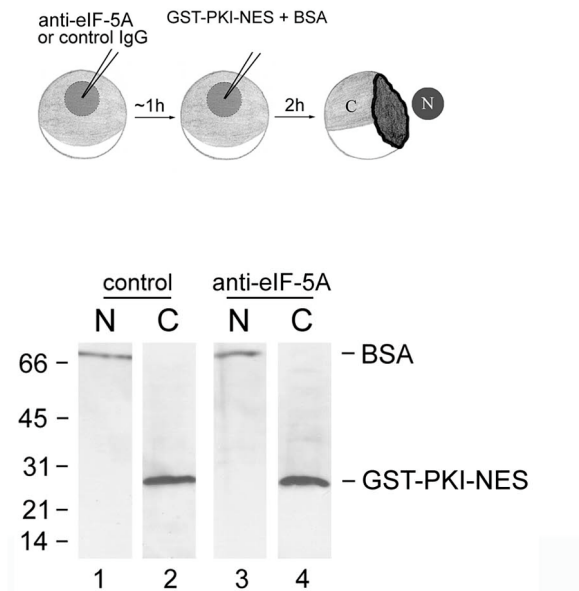 anti-eIF-5A
or control IgG
GST-PKI-NES + BSA
~1h
2h
C
N
control
anti-eIF-5A
N C N C
66
BSA
45
31
GST-PKI-NES
21
14
1 2 3 4